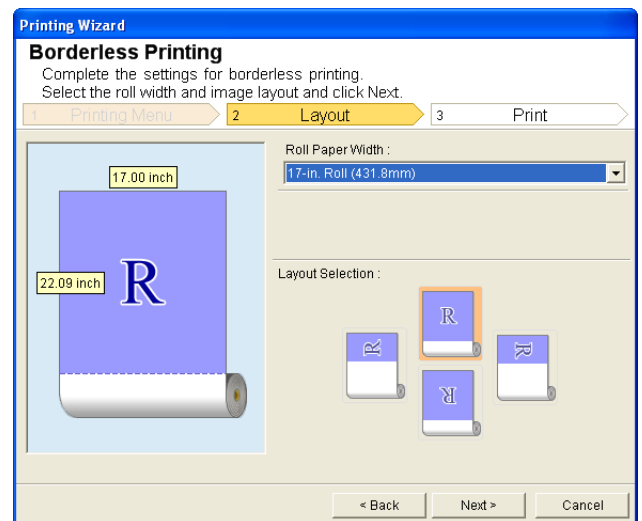 Printing Wizard
Borderless Printing
Complete the settings for borderless printing.
Select the roll width and image layout and click Next.
1 Printing Menu 2 Layout 3 Print
Roll Paper Width :
17-in. Roll (431.8mm)
17.00 inch
22.09 inch
R
Layout Selection :
R
R
R
R
< Back Next > Cancel